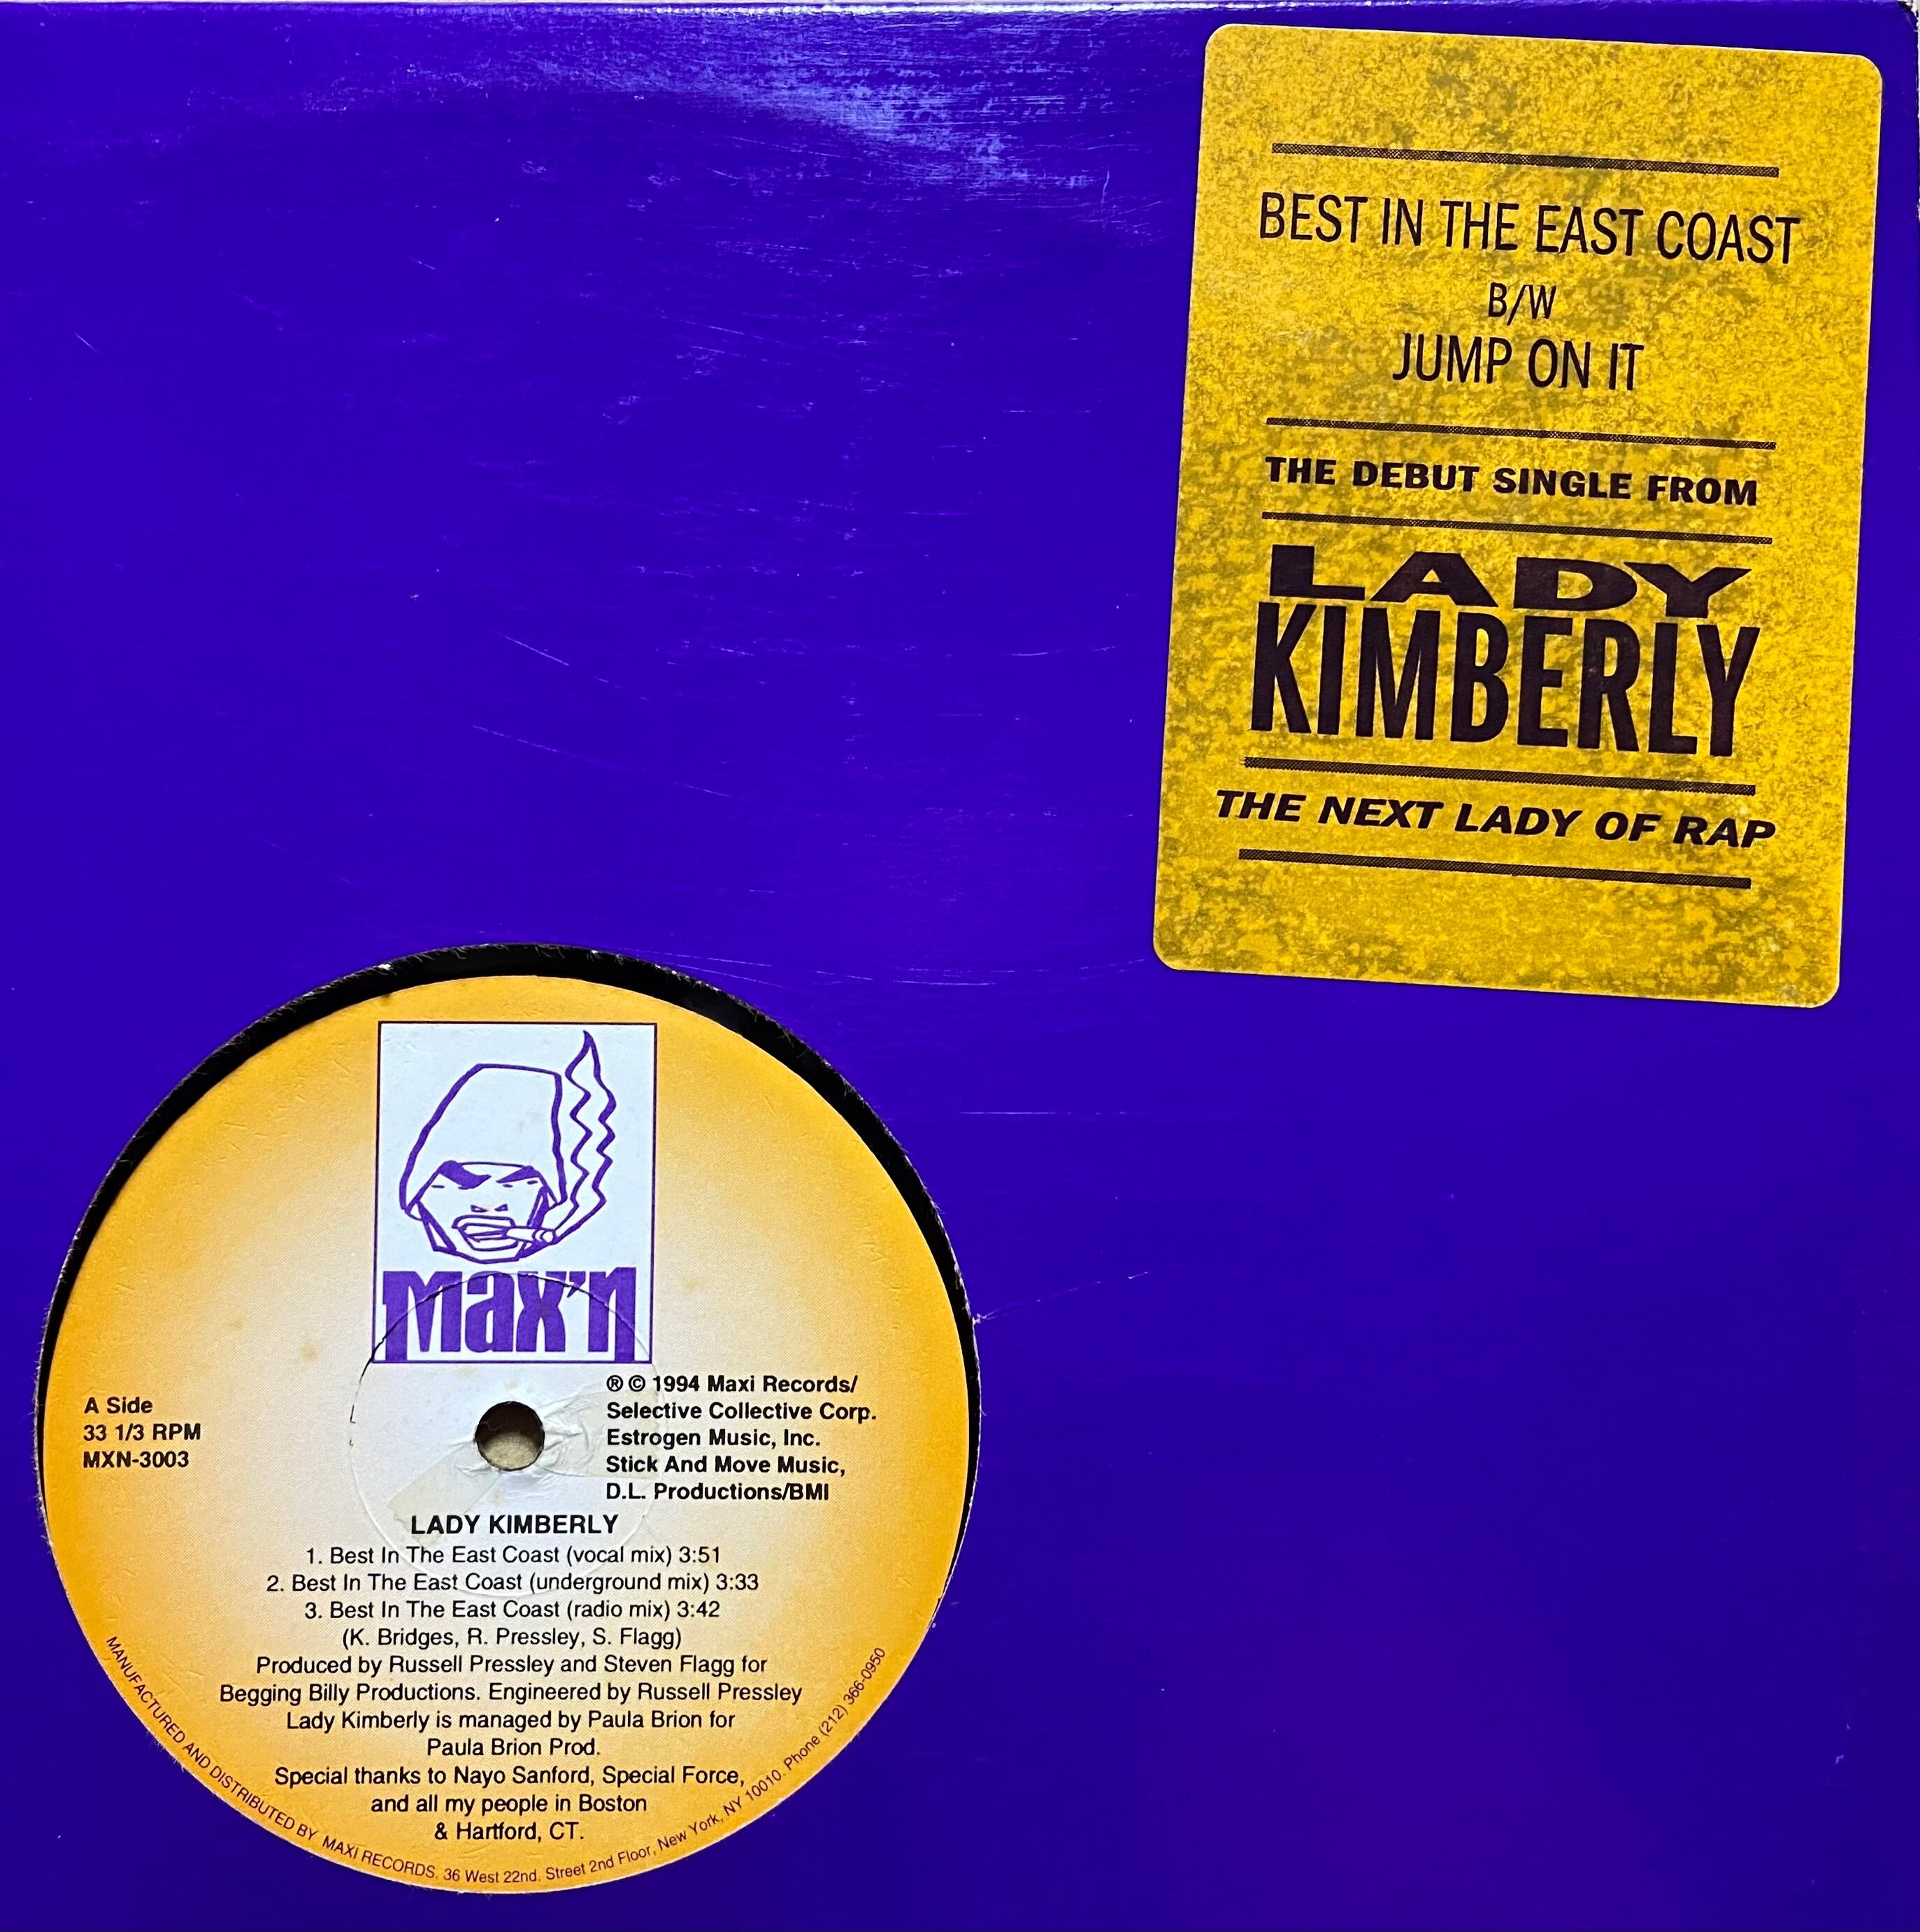 BEST IN THE EAST COAST
B/W
JUMP ON IT
THE DEBUT SINGLE FROM
LADY
KIMBERLY
THE NEXT LADY OF RAP
Max'n
A Side
33 1/3 RPM
MXN-3003
® © 1994 Maxi Records/
Selective Collective Corp.
Estrogen Music, Inc.
Stick And Move Music,
D.L. Productions/BMI
LADY KIMBERLY
1. Best In The East Coast (vocal mix) 3:51
2. Best In The East Coast (underground mix) 3:33
3. Best In The East Coast (radio mix) 3:42
(K. Bridges, R. Pressley, S. Flagg)
Produced by Russell Pressley and Steven Flagg for
Begging Billy Productions. Engineered by Russell Pressley
Lady Kimberly is managed by Paula Brion for
Paula Brion Prod.
Special thanks to Nayo Sanford, Special Force,
and all my people in Boston
& Hartford, CT.
MANUFACTURED AND DISTRIBUTED BY MAXI RECORDS. 36 West 22nd. Street 2nd Floor, New York, NY 10010. Phone (212) 366-0950